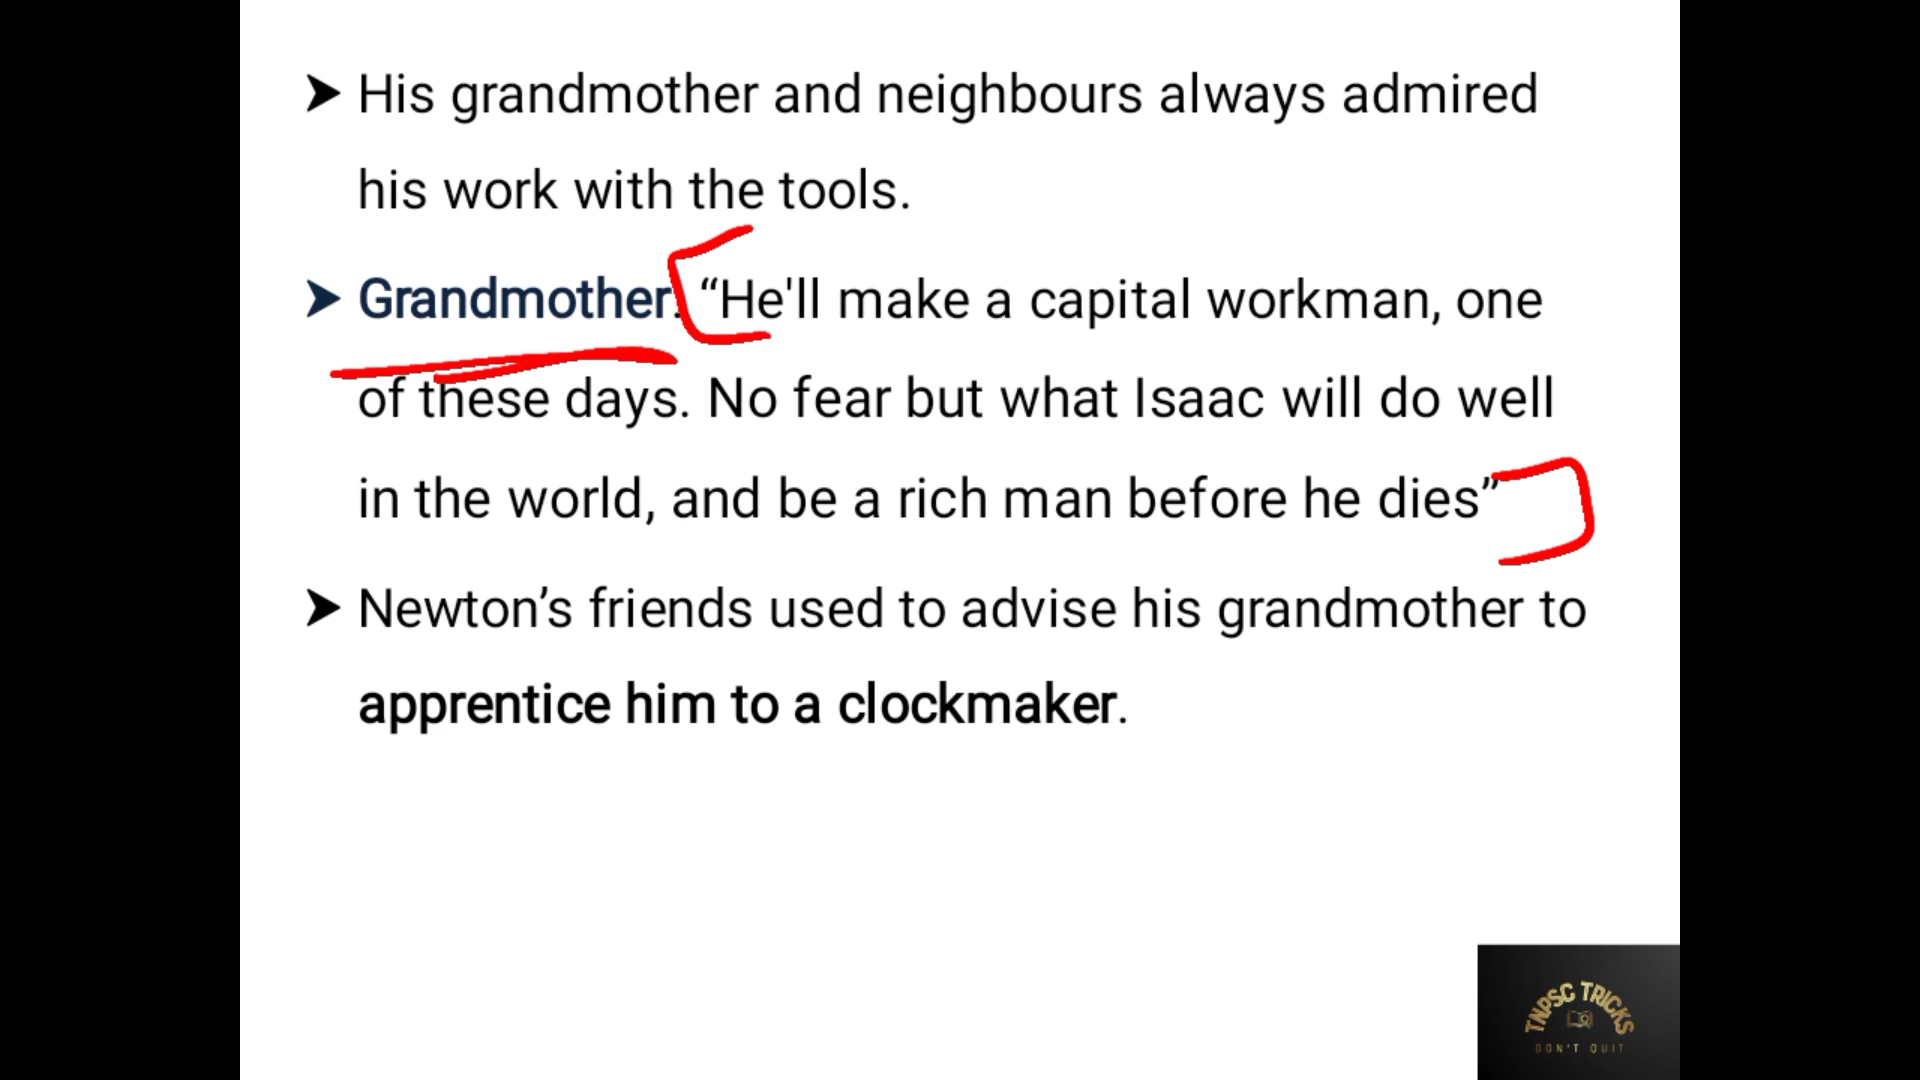 ➤ His grandmother and neighbours always admired
his work with the tools.
➤ Grandmother: “He'll make a capital workman, one
of these days. No fear but what Isaac will do well
in the world, and be a rich man before he dies”
➤ Newton’s friends used to advise his grandmother to
apprentice him to a clockmaker.
TNPSC TRICKS
DON'T QUIT